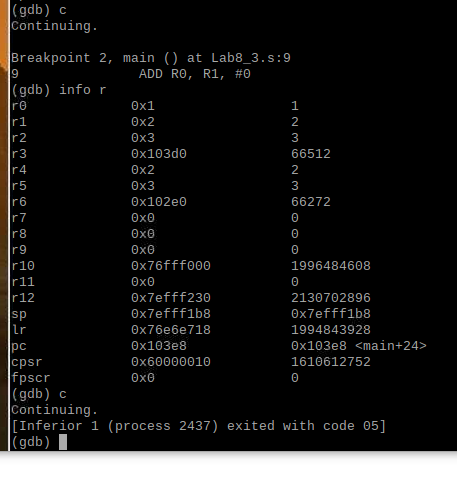 (gdb) c
Continuing.
Breakpoint 2, main () at Lab8_3.s:9
9 ADD R0, R1, #0
(gdb) info r
r0 0x1 1
r1 0x2 2
r2 0x3 3
r3 0x103d0 66512
r4 0x2 2
r5 0x3 3
r6 0x102e0 66272
r7 0x0 0
r8 0x0 0
r9 0x0 0
r10 0x76fff000 1996484608
r11 0x0 0
r12 0x7efff230 2130702896
sp 0x7efff1b8 0x7efff1b8
lr 0x76e6e718 1994843928
pc 0x103e8 0x103e8 <main+24>
cpsr 0x60000010 1610612752
fpscr 0x0 0
(gdb) c
Continuing.
[Inferior 1 (process 2437) exited with code 05]
(gdb)